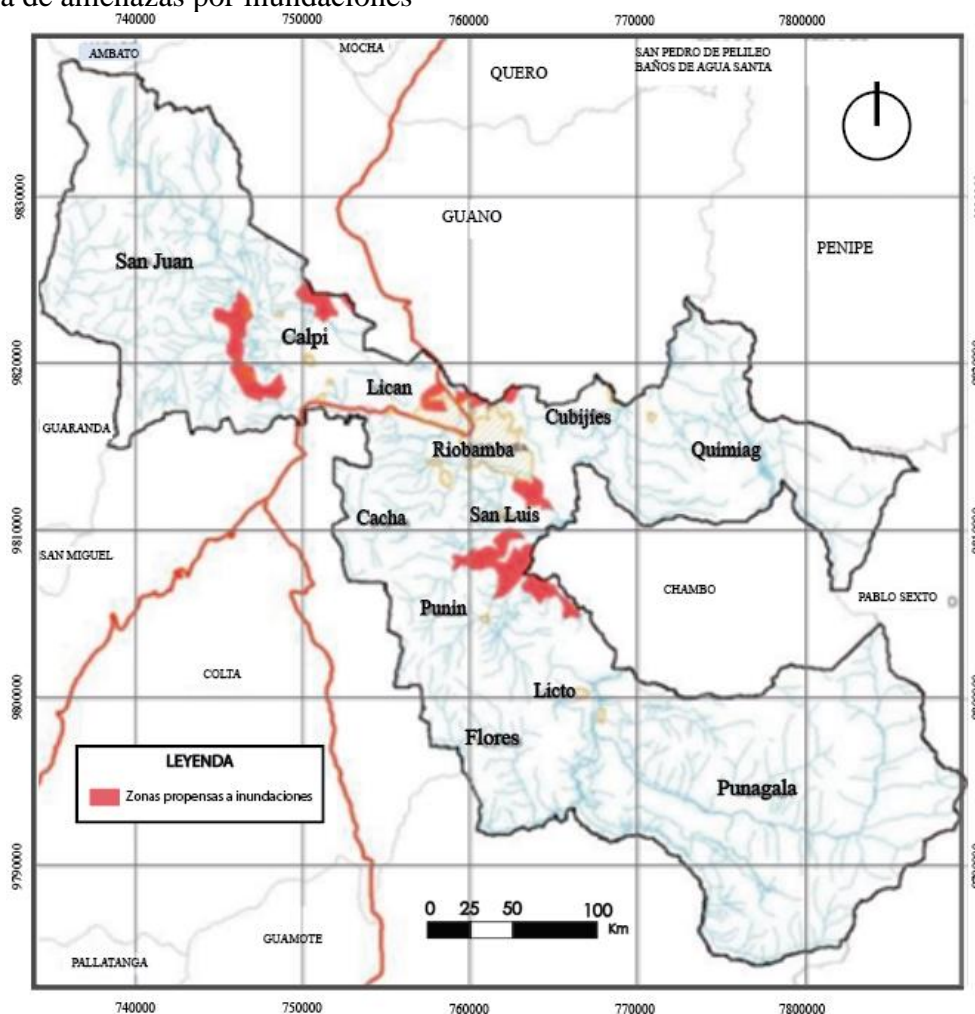 a de amenazas por inundaciones
740000 750000 760000 770000 7800000
AMBATO
MOCHA
QUERO
SAN PEDRO DE PELILEO
BAÑOS DE AGUA SANTA
9830000
GUANO
PENIPE
San Juan
Calpi
9820000
Lican
Cubijíes
GUARANDA
Riobamba
Quimiag
Cacha
San Luis
9810000
SAN MIGUEL
CHAMBO
PABLO SEXTO
Punin
COLTA
Licto
9800000
Flores
LEYENDA
Zonas propensas a inundaciones
Punagala
9790000
0 25 50 100
Km
GUAMOTE
PALLATANGA
740000 750000 760000 770000 7800000